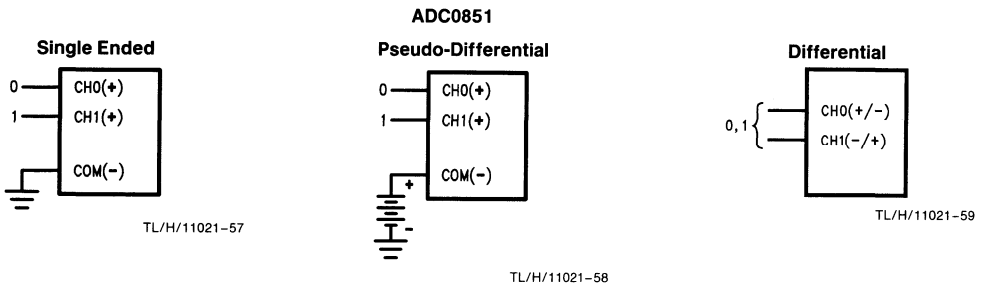 ADC0851
Single Ended
0
CH0(+)
1
CH1(+)
COM(-)
TL/H/11021-57
Pseudo-Differential
0
CH0(+)
1
CH1(+)
COM(-)
+
-
TL/H/11021-58
Differential
0,1
CH0(+/-)
CH1(-/+)
TL/H/11021-59